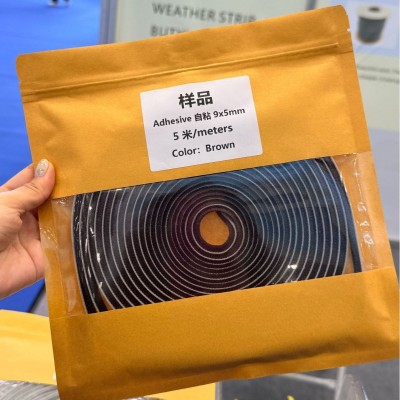 WEATHER STRIP
样品
Adhesive 自粘 9x5mm
5 米/meters
Color: Brown